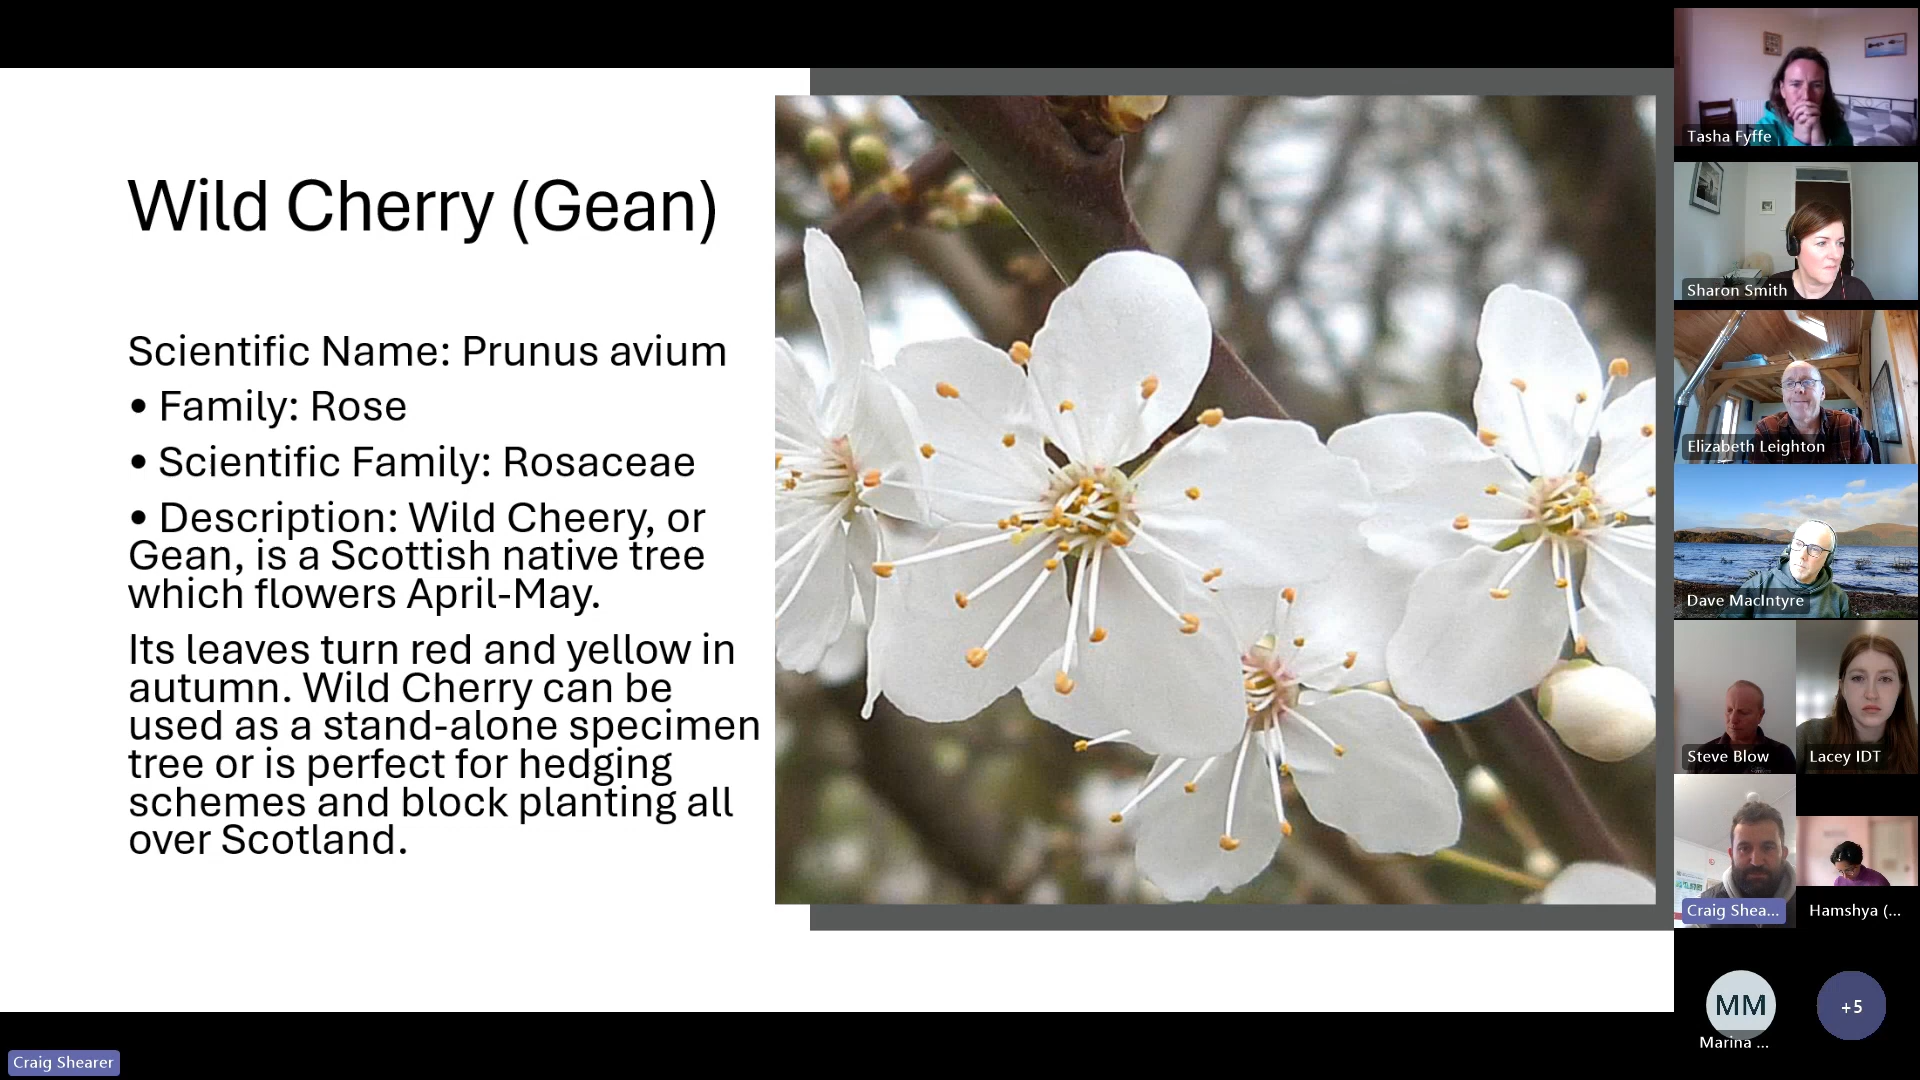 Wild Cherry (Gean)
Scientific Name: Prunus avium
• Family: Rose
• Scientific Family: Rosaceae
• Description: Wild Cheery, or
Gean, is a Scottish native tree
which flowers April-May.
Its leaves turn red and yellow in
autumn. Wild Cherry can be
used as a stand-alone specimen
tree or is perfect for hedging
schemes and block planting all
over Scotland.
Tasha Fyffe
Sharon Smith
Elizabeth Leighton
Dave MacIntyre
Steve Blow
Lacey IDT
Craig Shea...
Hamshya (...
MM
Marina ...
+5
Craig Shearer